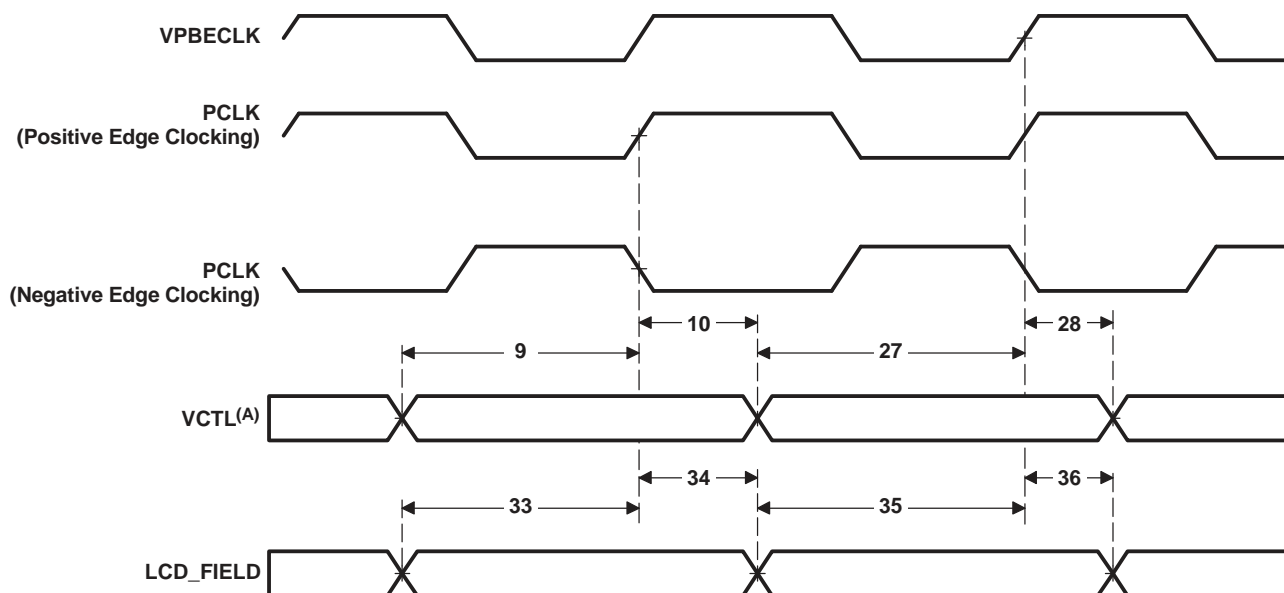 VPBECLK
PCLK
(Positive Edge Clocking)
PCLK
(Negative Edge Clocking)
10
28
9
27
VCTL(A)
34
36
33
35
LCD_FIELD